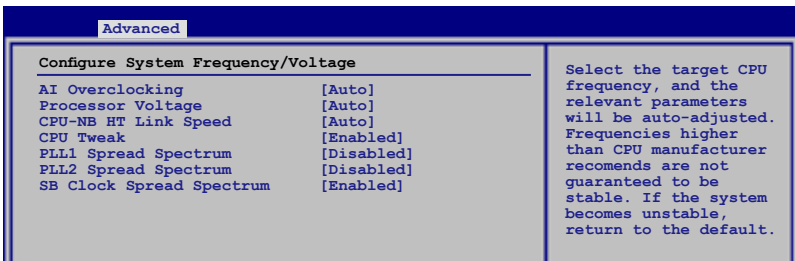 Advanced
Configure System Frequency/Voltage
AI Overclocking [Auto]
Processor Voltage [Auto]
CPU-NB HT Link Speed [Auto]
CPU Tweak [Enabled]
PLL1 Spread Spectrum [Disabled]
PLL2 Spread Spectrum [Disabled]
SB Clock Spread Spectrum [Enabled]
Select the target CPU
frequency, and the
relevant parameters
will be auto-adjusted.
Frequencies higher
than CPU manufacturer
recomends are not
guaranteed to be
stable. If the system
becomes unstable,
return to the default.